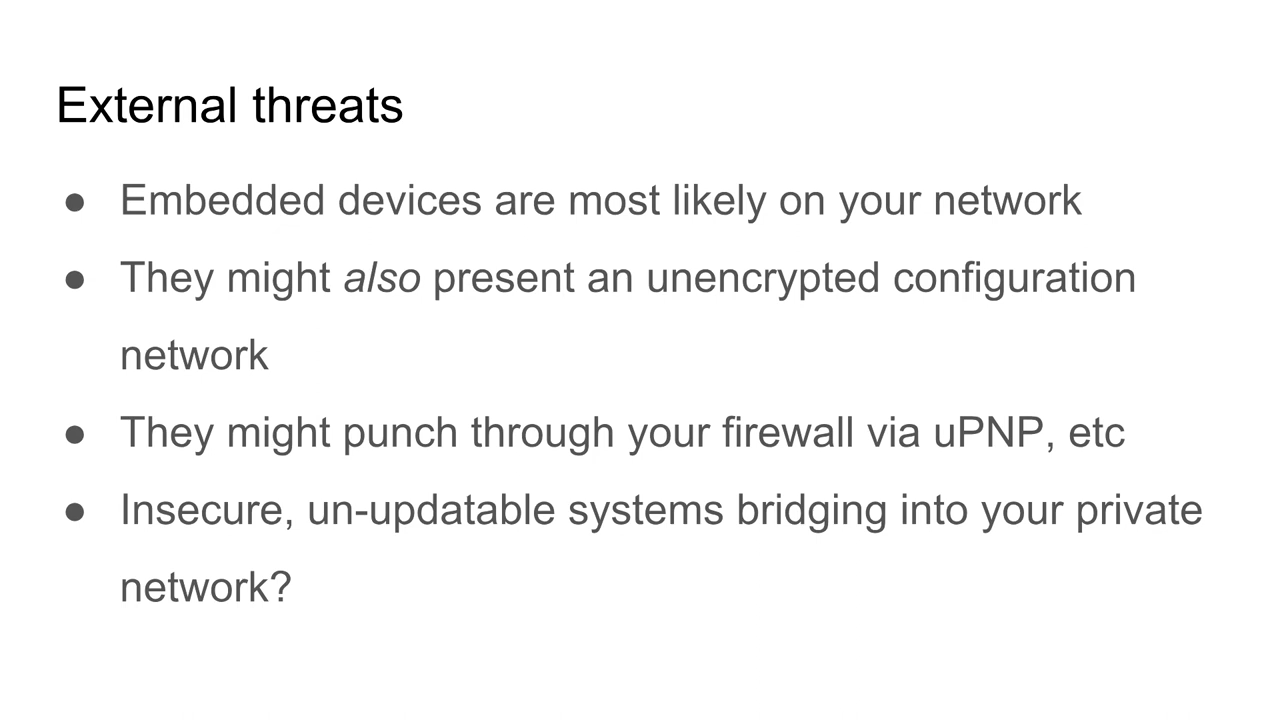 External threats
● Embedded devices are most likely on your network
● They might also present an unencrypted configuration
network
● They might punch through your firewall via uPNP, etc
● Insecure, un-updatable systems bridging into your private
network?